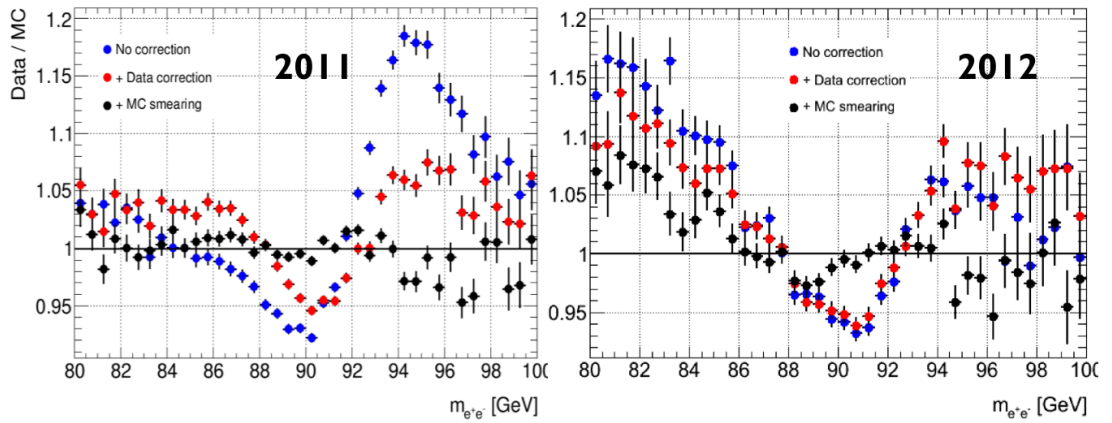 Data / MC
1.2
1.15
1.1
1.05
1
0.95
No correction
+ Data correction
+ MC smearing
2011
80 82 84 86 88 90 92 94 96 98 100
m e⁺e⁻ [GeV]
1.2
1.15
1.1
1.05
1
0.95
No correction
+ Data correction
+ MC smearing
2012
80 82 84 86 88 90 92 94 96 98 100
m e⁺e⁻ [GeV]